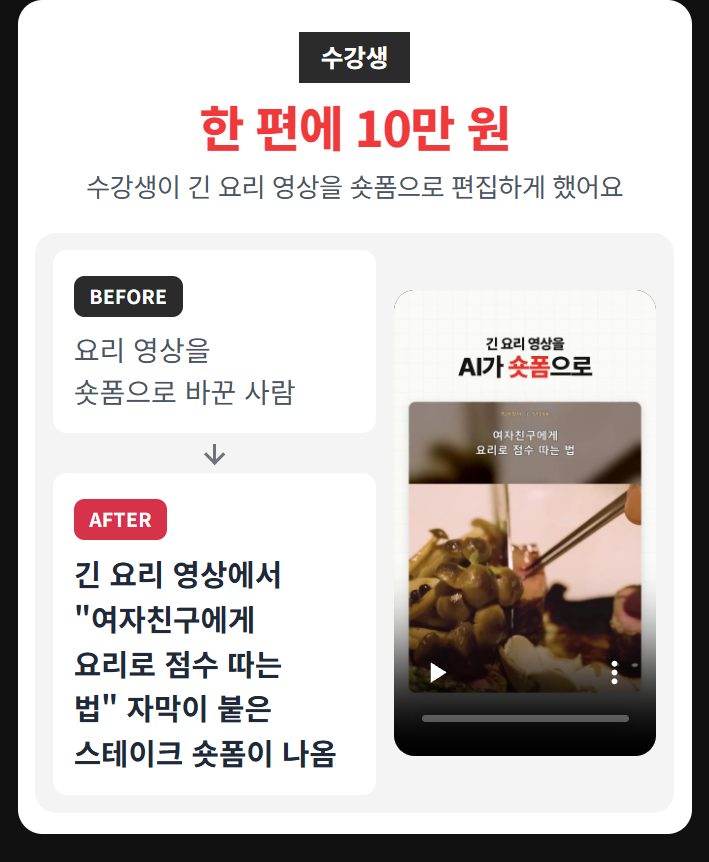 수강생
한 편에 10만 원
수강생이 긴 요리 영상을 숏폼으로 편집하게 했어요
BEFORE
요리 영상을
숏폼으로 바꾼 사람
AFTER
긴 요리 영상에서
"여자친구에게
요리로 점수 따는
법" 자막이 붙은
스테이크 숏폼이 나옴
긴 요리 영상을
AI가 숏폼으로
여자친구에게
요리로 점수 따는 법